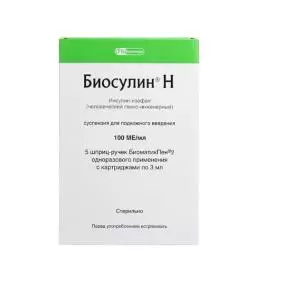 Биосулин® Н
Инсулин изофан
(человеческий генно-инженерный)
суспензия для подкожного введения
100 МЕ/мл
5 шприц-ручек БиоматикПен®2
одноразового применения
с картриджами по 3 мл
Стерильно
Перед употреблением встряхивать